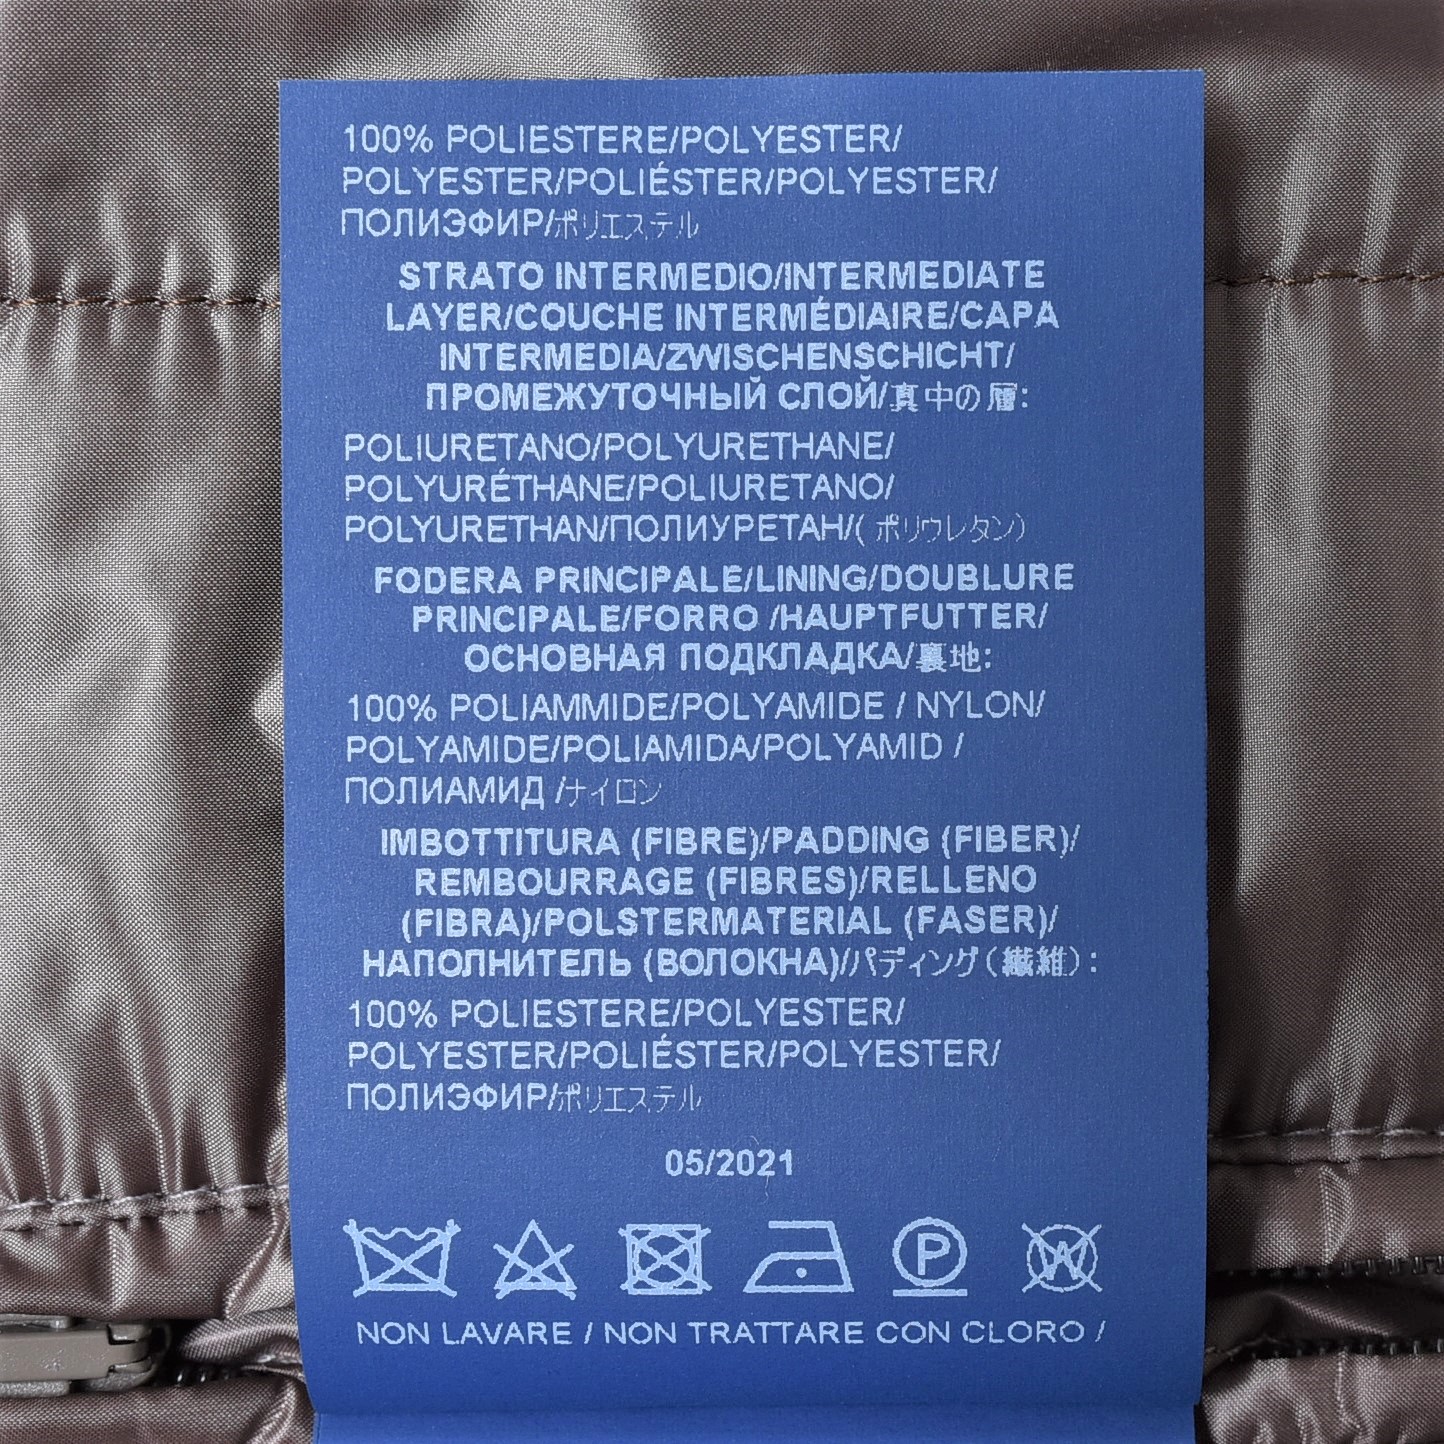 100% POLIESTERE/POLYESTER/
POLYESTER/POLIÉSTER/POLYESTER/
ПОЛИЭФИР/ポリエステル
STRATO INTERMEDIO/INTERMEDIATE
LAYER/COUCHE INTERMÉDIAIRE/CAPA
INTERMEDIA/ZWISCHENSCHICHT/
ПРОМЕЖУТОЧНЫЙ СЛОЙ/真中の層:
POLIURETANO/POLYURETHANE/
POLYURÉTHANE/POLIURETANO/
POLYURETHAN/ПОЛИУРЕТАН/(ポリウレタン)
FODERA PRINCIPALE/LINING/DOUBLURE
PRINCIPALE/FORRO /HAUPTFUTTER/
ОСНОВНАЯ ПОДКЛАДКА/裏地:
100% POLIAMMIDE/POLYAMIDE / NYLON/
POLYAMIDE/POLIAMIDA/POLYAMID /
ПОЛИАМИД /ナイロン
IMBOTTITURA (FIBRE)/PADDING (FIBER)/
REMBOURRAGE (FIBRES)/RELLENO
(FIBRA)/POLSTERMATERIAL (FASER)/
НАПОЛНИТЕЛЬ (ВОЛОКНА)/パディング(繊維):
100% POLIESTERE/POLYESTER/
POLYESTER/POLIÉSTER/POLYESTER/
ПОЛИЭФИР/ポリエステル
05/2021
P W
NON LAVARE / NON TRATTARE CON CLORO /